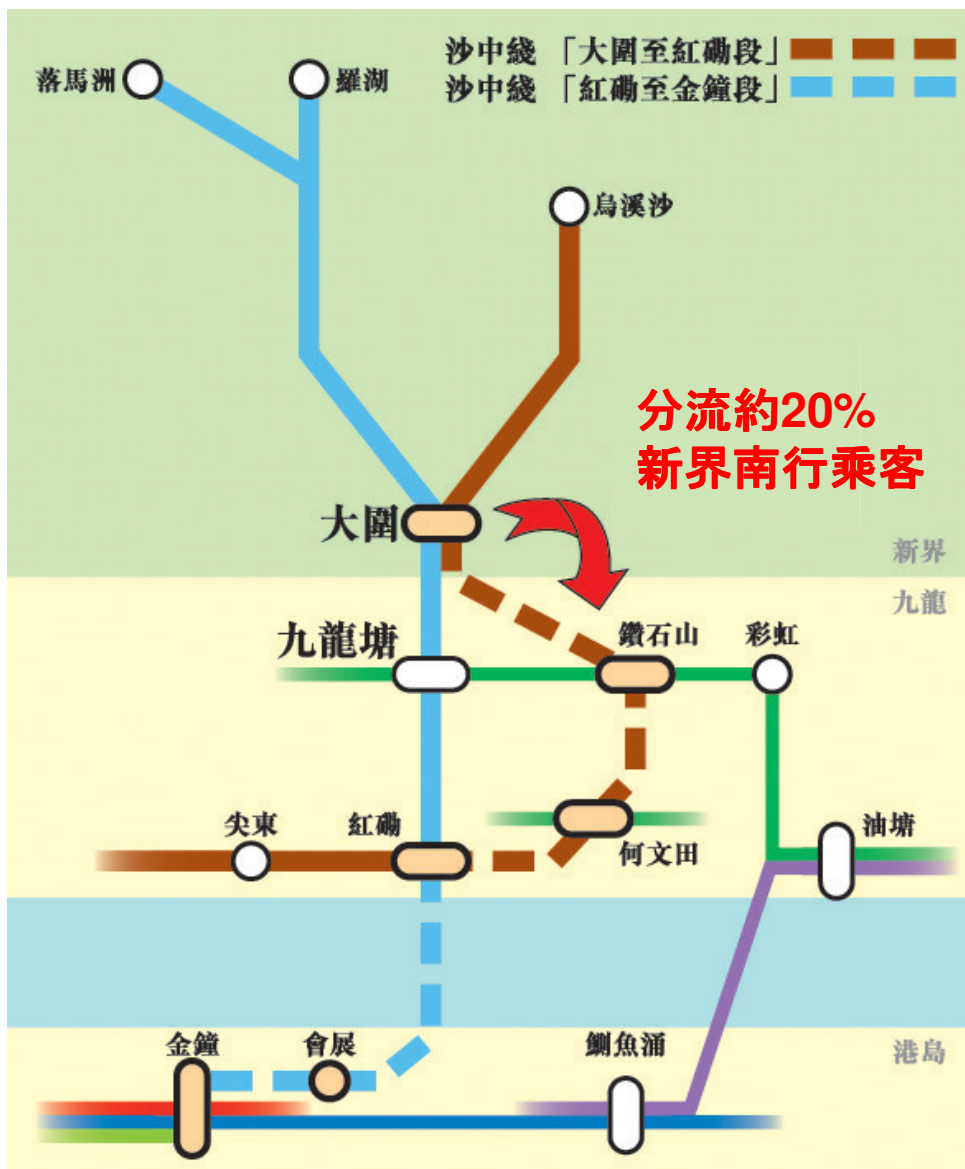 沙中綫 「大圍至紅磡段」
沙中綫 「紅磡至金鐘段」
落馬洲
羅湖
烏溪沙
分流約20%
新界南行乘客
大圍
新界
九龍
九龍塘
鑽石山
彩虹
尖東
紅磡
何文田
油塘
金鐘
會展
鰂魚涌
港島